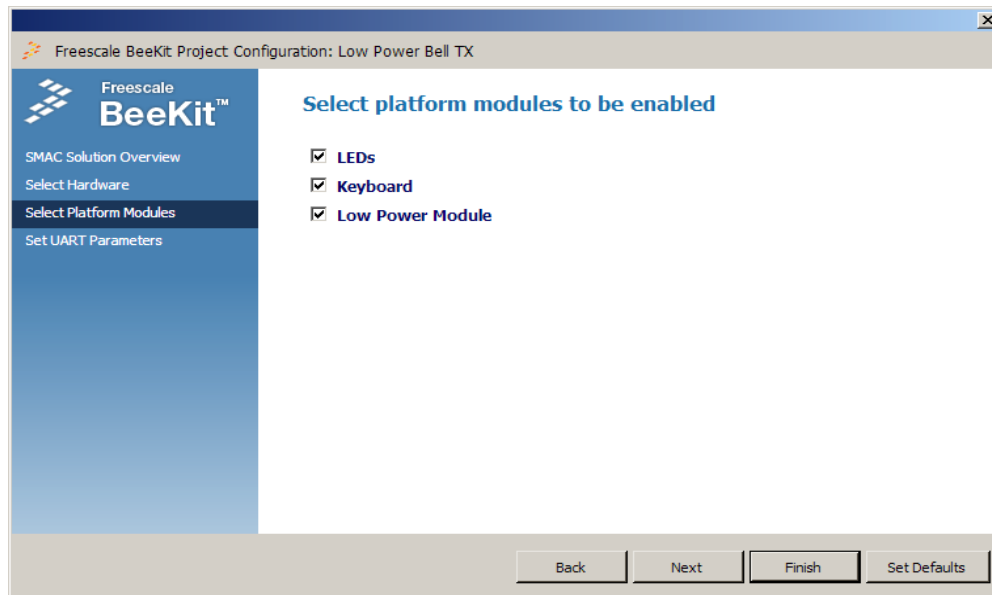 Freescale BeeKit Project Configuration: Low Power Bell TX
Freescale
BeeKit™
SMAC Solution Overview
Select Hardware
Select Platform Modules
Set UART Parameters
Select platform modules to be enabled
LEDs
Keyboard
Low Power Module
Back
Next
Finish
Set Defaults